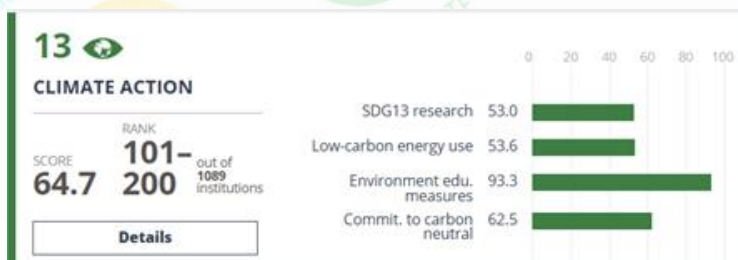 13
CLIMATE ACTION
SCORE
64.7
RANK
101–
200
out of
1089
institutions
Details
0 20 40 60 80 100
SDG13 research 53.0
Low-carbon energy use 53.6
Environment edu. 93.3
measures
Commit. to carbon 62.5
neutral